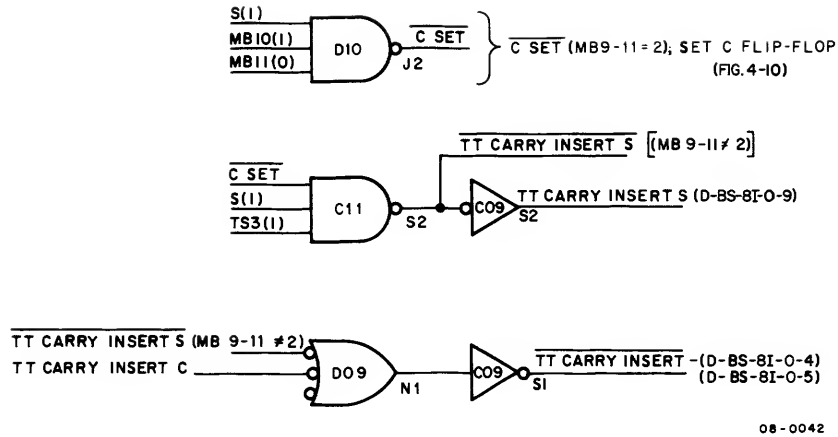 S(1)
MB10(1)
MB11(0)
D10
C SET
J2
C SET (MB9-11=2); SET C FLIP-FLOP
(FIG. 4-10)
TT CARRY INSERT S [(MB 9-11≠2)]
C SET
S(1)
TS3(1)
C11
S2
C09
S2
TT CARRY INSERT S (D-BS-8I-0-9)
TT CARRY INSERT S (MB 9-11 ≠2)
TT CARRY INSERT C
D09
N1
C09
S1
TT CARRY INSERT -(D-BS-8I-0-4)
(D-BS-8I-0-5)
08-0042